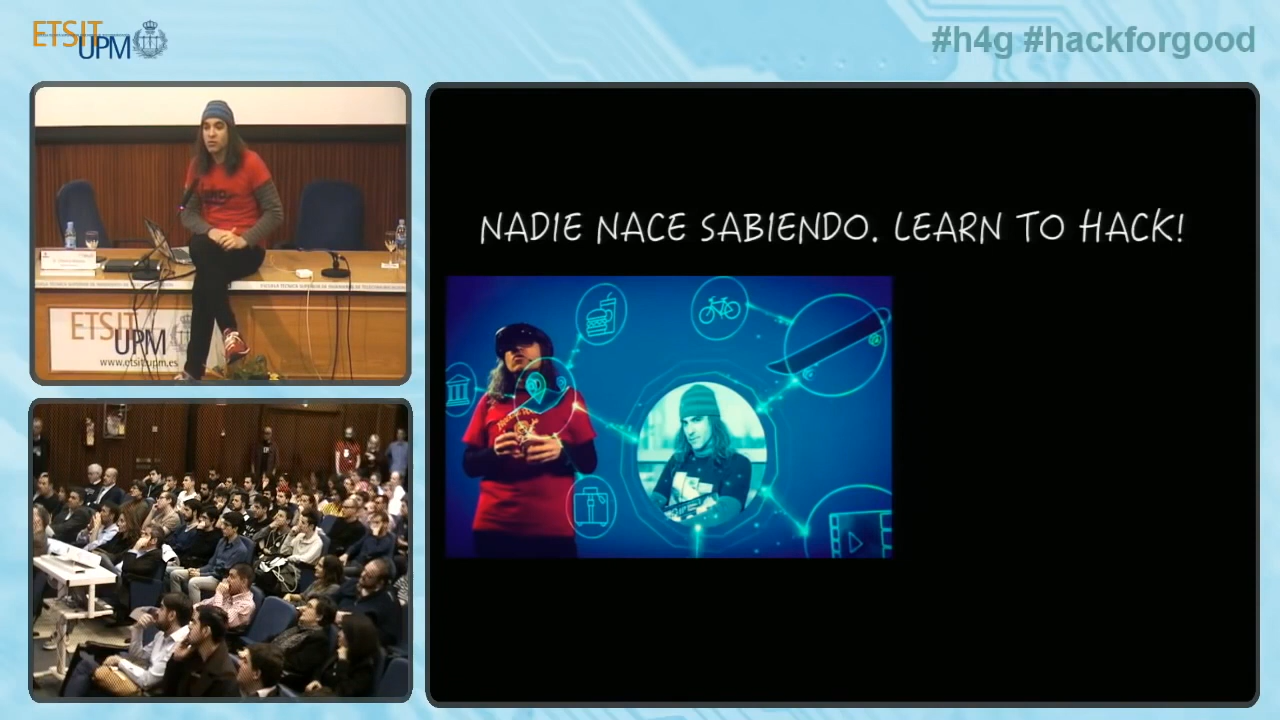 ETSIT
UPM
#h4g #hackforgood
NADIE NACE SABIENDO. LEARN TO HACK!
ETSIT
UPM
www.etsit.upm.es